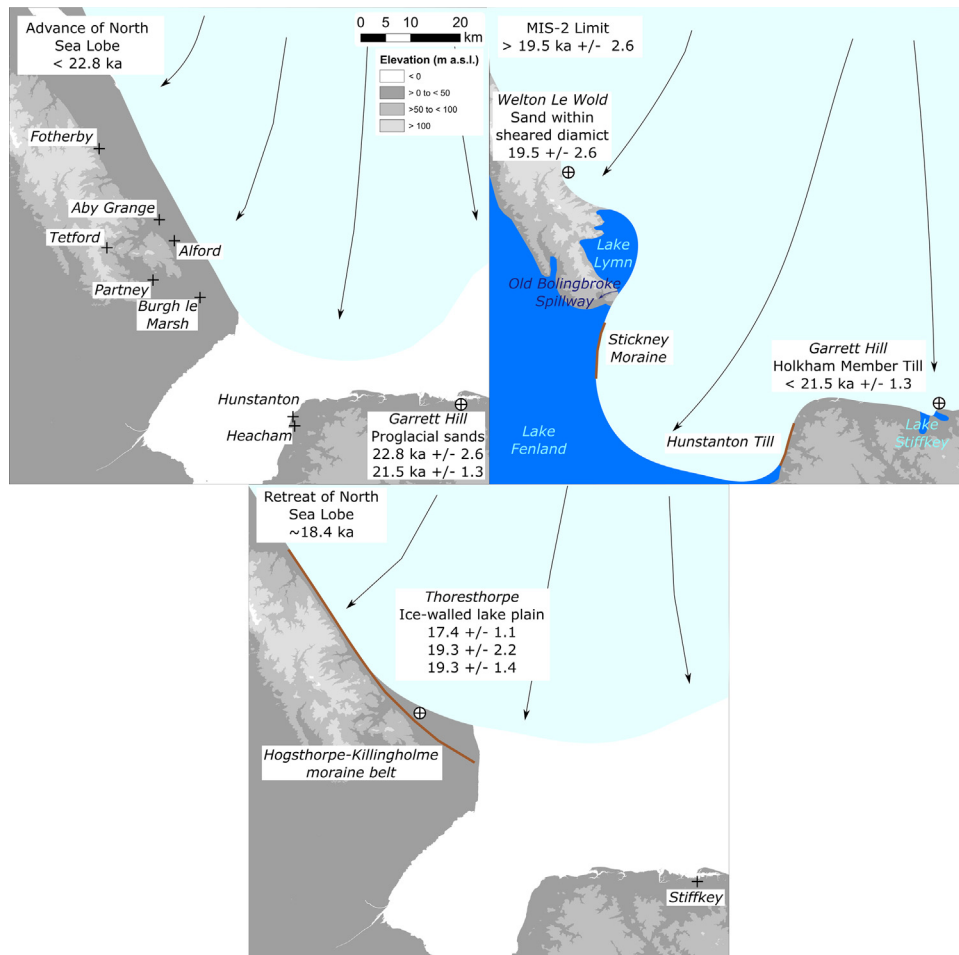 Advance of North
Sea Lobe
< 22.8 ka
0 5 10 20
km
Elevation (m a.s.l.)
< 0
> 0 to < 50
>50 to < 100
> 100
Fotherby
Aby Grange
Tetford
Alford
Partney
Burgh le
Marsh
Hunstanton
Heacham
Garrett Hill
Proglacial sands
22.8 ka +/- 2.6
21.5 ka +/- 1.3
MIS-2 Limit
> 19.5 ka +/- 2.6
Welton Le Wold
Sand within
sheared diamict
19.5 +/- 2.6
Lake
Lymn
Old Bolingbroke
Spillway
Stickney
Moraine
Garrett Hill
Holkham Member Till
< 21.5 ka +/- 1.3
Lake
Stiffkey
Hunstanton Till
Lake
Fenland
Retreat of North
Sea Lobe
~18.4 ka
Thoresthorpe
Ice-walled lake plain
17.4 +/- 1.1
19.3 +/- 2.2
19.3 +/- 1.4
Hogsthorpe-Killingholme
moraine belt
Stiffkey